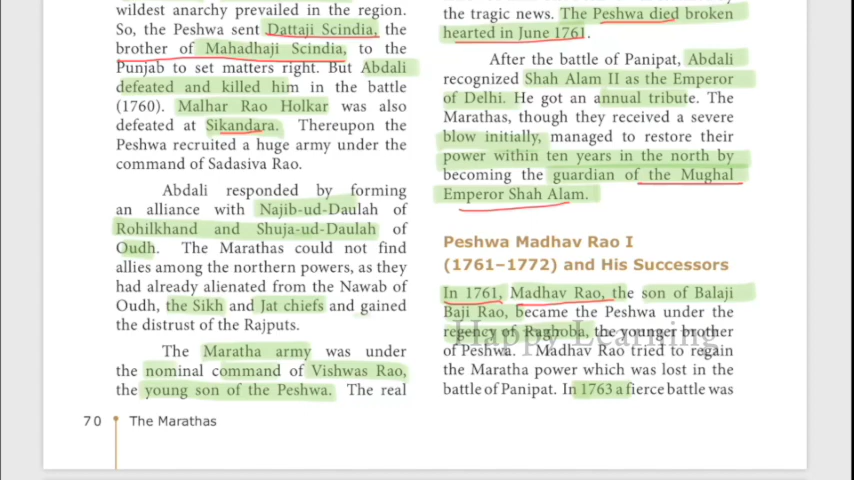 wildest anarchy prevailed in the region.
So, the Peshwa sent Dattaji Scindia, the
brother of Mahadhaji Scindia, to the
Punjab to set matters right. But Abdali
defeated and killed him in the battle
(1760). Malhar Rao Holkar was also
defeated at Sikandara. Thereupon the
Peshwa recruited a huge army under the
command of Sadasiva Rao.
Abdali responded by forming
an alliance with Najib-ud-Daulah of
Rohilkhand and Shuja-ud-Daulah of
Oudh. The Marathas could not find
allies among the northern powers, as they
had already alienated from the Nawab of
Oudh, the Sikh and Jat chiefs and gained
the distrust of the Rajputs.
The Maratha army was under
the nominal command of Vishwas Rao,
the young son of the Peshwa. The real
the tragic news. The Peshwa died broken
hearted in June 1761.
After the battle of Panipat, Abdali
recognized Shah Alam II as the Emperor
of Delhi. He got an annual tribute. The
Marathas, though they received a severe
blow initially, managed to restore their
power within ten years in the north by
becoming the guardian of the Mughal
Emperor Shah Alam.
Peshwa Madhav Rao I
(1761–1772) and His Successors
In 1761, Madhav Rao, the son of Balaji
Baji Rao, became the Peshwa under the
regency of Raghoba, the younger brother
of Peshwa. Madhav Rao tried to regain
the Maratha power which was lost in the
battle of Panipat. In 1763 a fierce battle was
Happy Learning
70 The Marathas